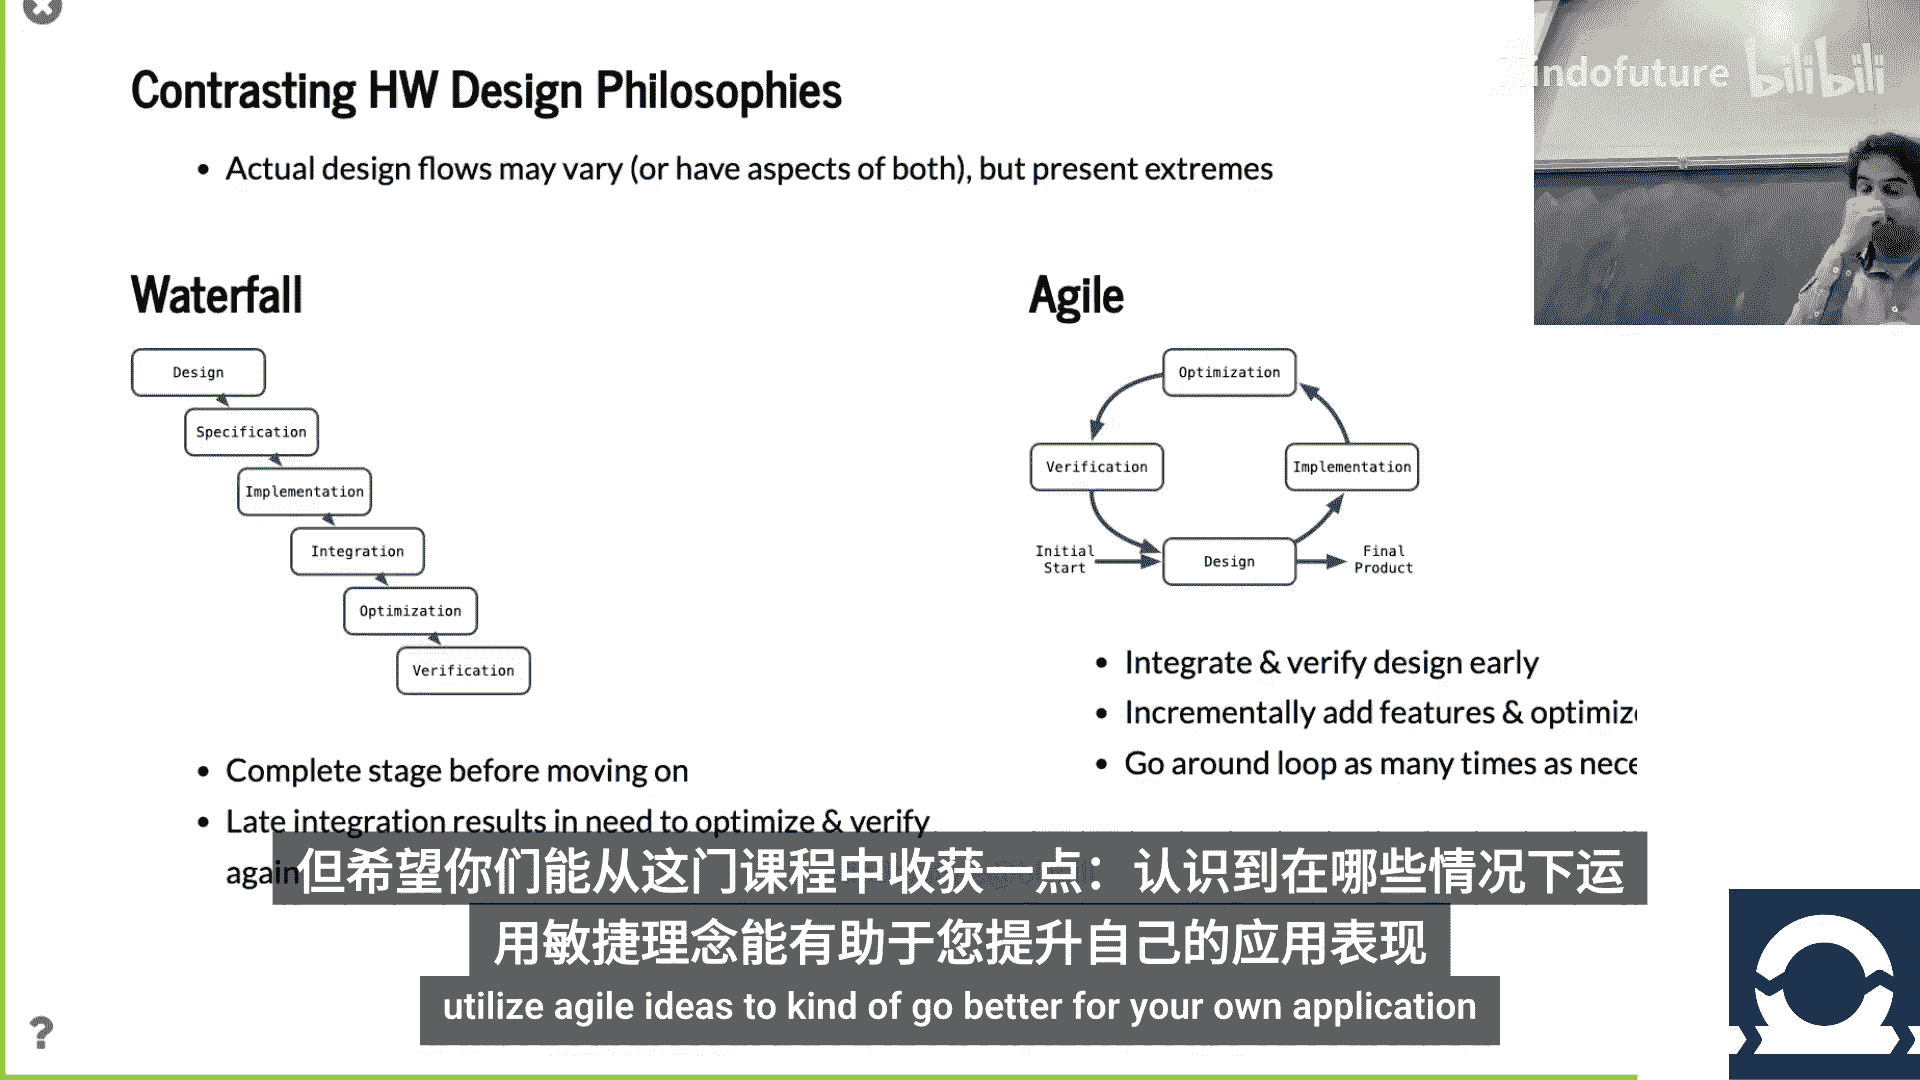 Contrasting HW Design Philosophies
indofuture bilibili
Actual design flows may vary (or have aspects of both), but present extremes
Waterfall
Design
Specification
Implementation
Integration
Optimization
Verification
Complete stage before moving on
Late integration results in need to optimize & verify
again
Agile
Optimization
Verification
Implementation
Initial
Start
Design
Final
Product
Integrate & verify design early
Incrementally add features & optimize
Go around loop as many times as nece
但希望你们能从这门课程中收获一点：认识到在哪些情况下运
用敏捷理念能有助于您提升自己的应用表现
utilize agile ideas to kind of go better for your own application
?